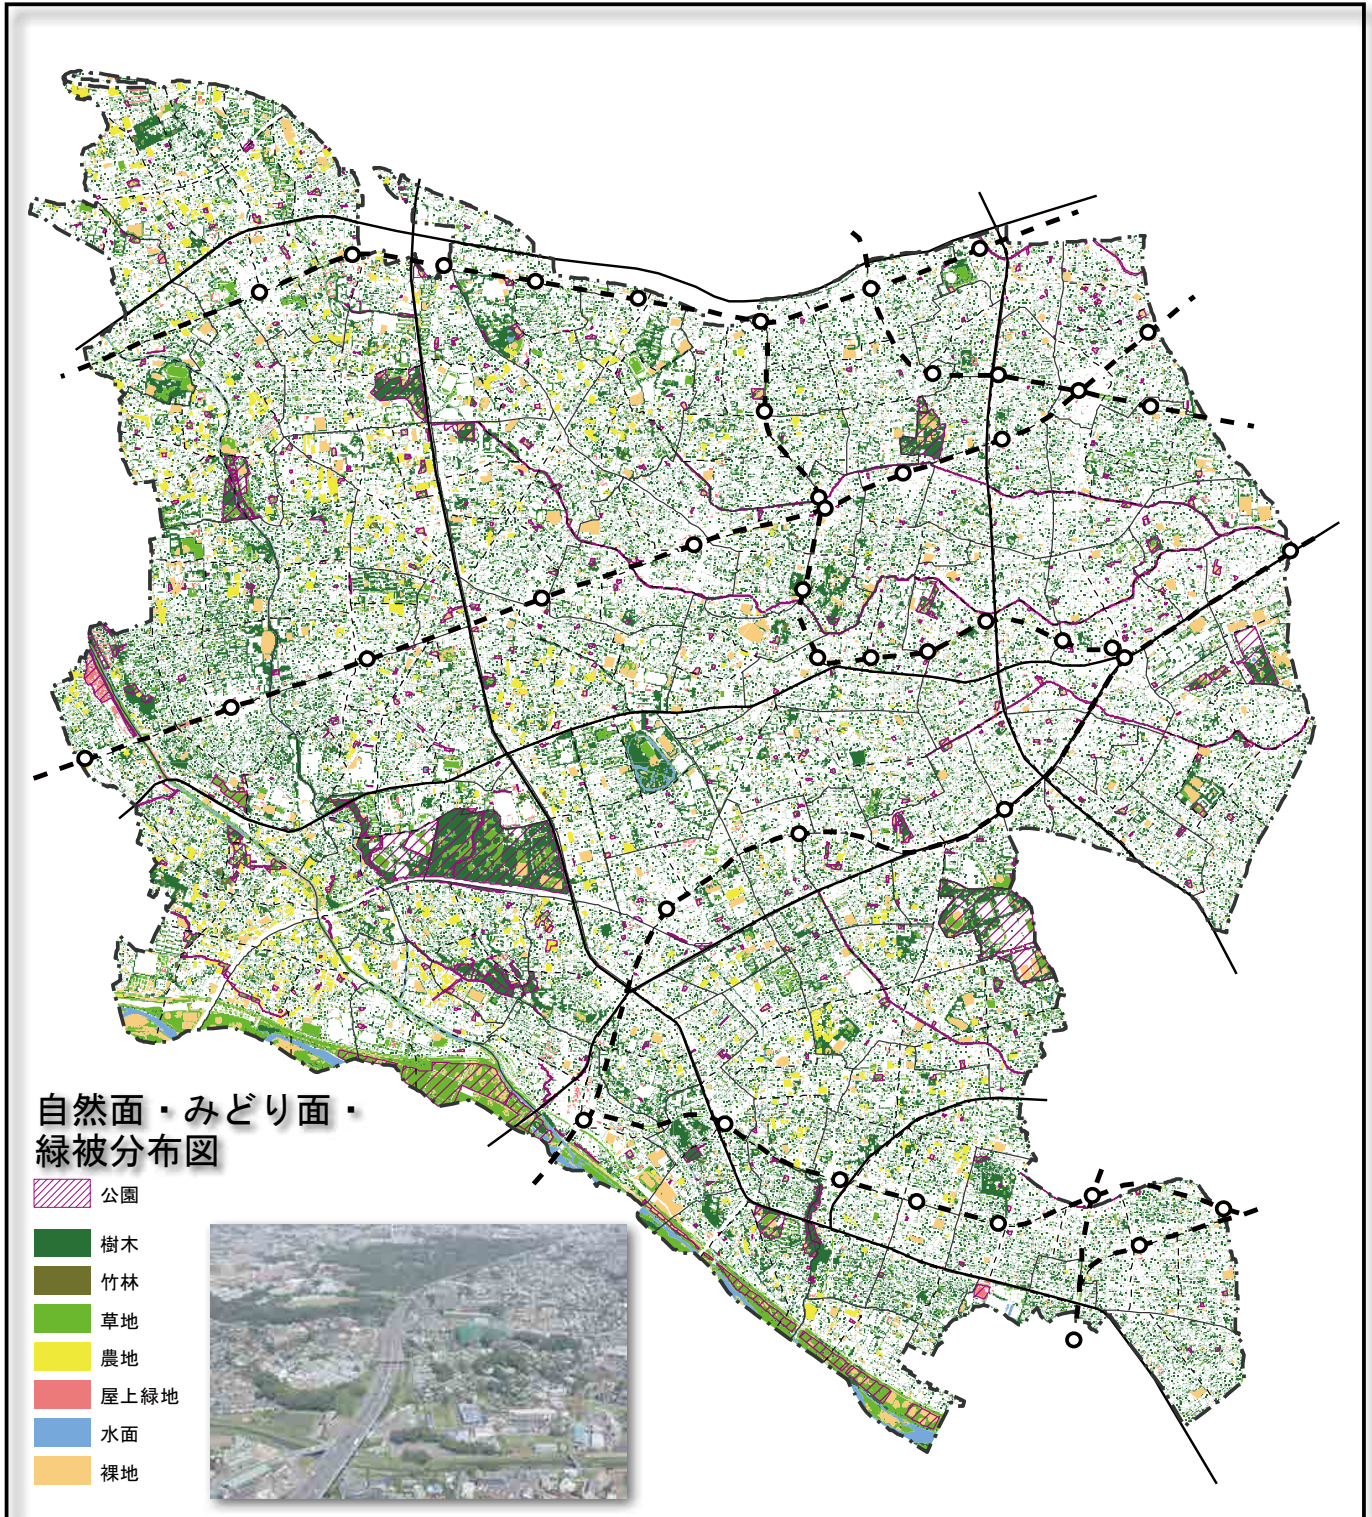 自然面・みどり面・
緑被分布図
公園
樹木
竹林
草地
農地
屋上緑地
水面
裸地